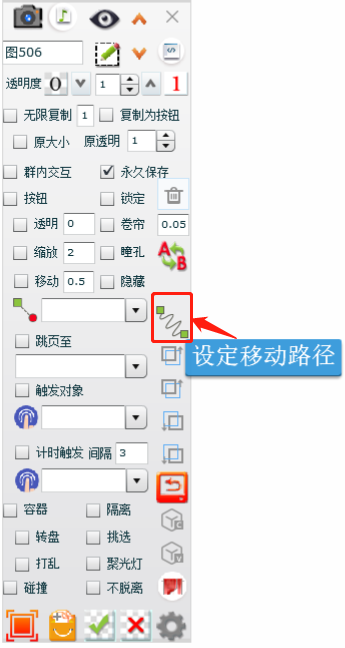 图506
透明度 0 1 1
无限复制 1 复制为按钮
原大小 原透明 1
群内交互 永久保存
按钮 锁定
透明 0 卷帘 0.05
缩放 2 瞳孔 A B
移动 0.5 隐藏
设定移动路径
跳页至
触发对象
计时触发 间隔 3
容器 隔离
转盘 挑选
打乱 聚光灯
碰撞 不脱离